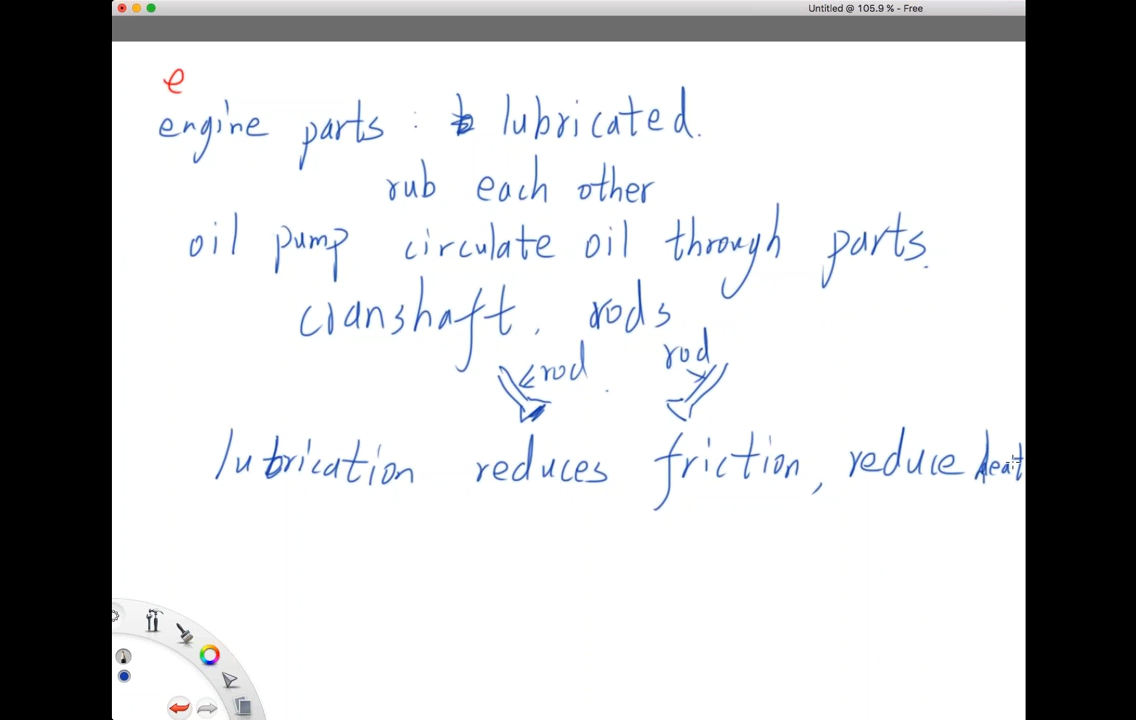 Untitled @ 105.9 % - Free
e
engine parts : lubricated.
rub each other
oil pump circulate oil through parts.
cranshaft. rods
rod rod
lubrication reduces friction, reduce heat